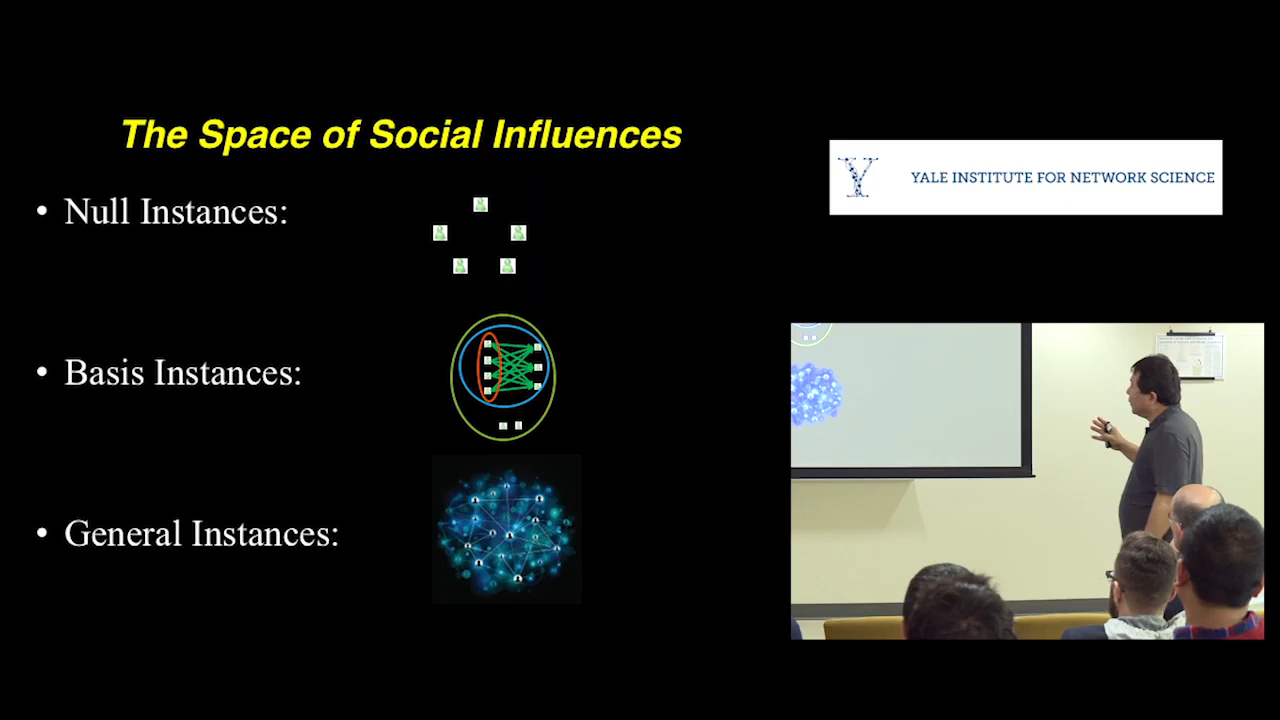 The Space of Social Influences
• Null Instances:
• Basis Instances:
• General Instances:
YALE INSTITUTE FOR NETWORK SCIENCE